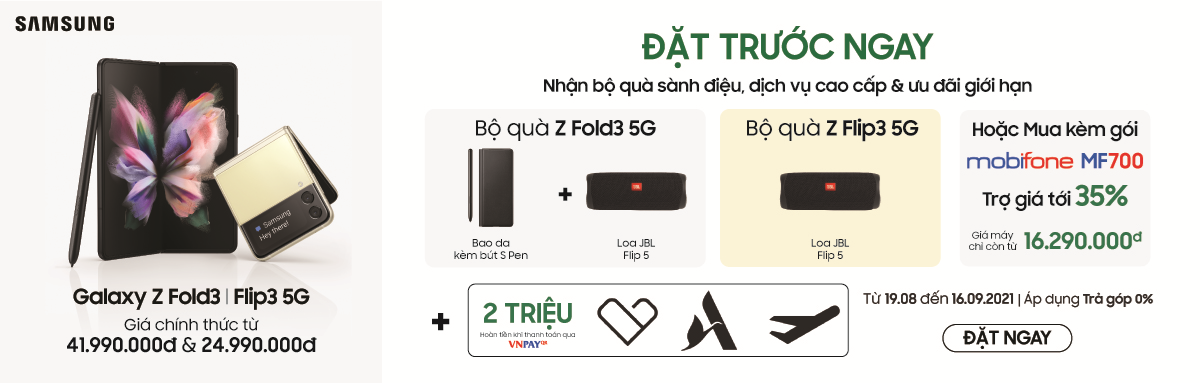 SAMSUNG
Samsung
Hey there!
Galaxy Z Fold3 | Flip3 5G
Giá chính thức từ
41.990.000đ & 24.990.000đ
ĐẶT TRƯỚC NGAY
Nhận bộ quà sành điệu, dịch vụ cao cấp & ưu đãi giới hạn
Bộ quà Z Fold3 5G
+
JBL
Bao da
kèm bút S Pen
Loa JBL
Flip 5
Bộ quà Z Flip3 5G
JBL
Loa JBL
Flip 5
Hoặc Mua kèm gói
mobifone MF700
Trợ giá tới 35%
Giá máy
chỉ còn từ 16.290.000đ
+
2 TRIỆU
Hoàn tiền khi thanh toán qua
VNPAYQR
Từ 19.08 đến 16.09.2021 | Áp dụng Trả góp 0%
ĐẶT NGAY